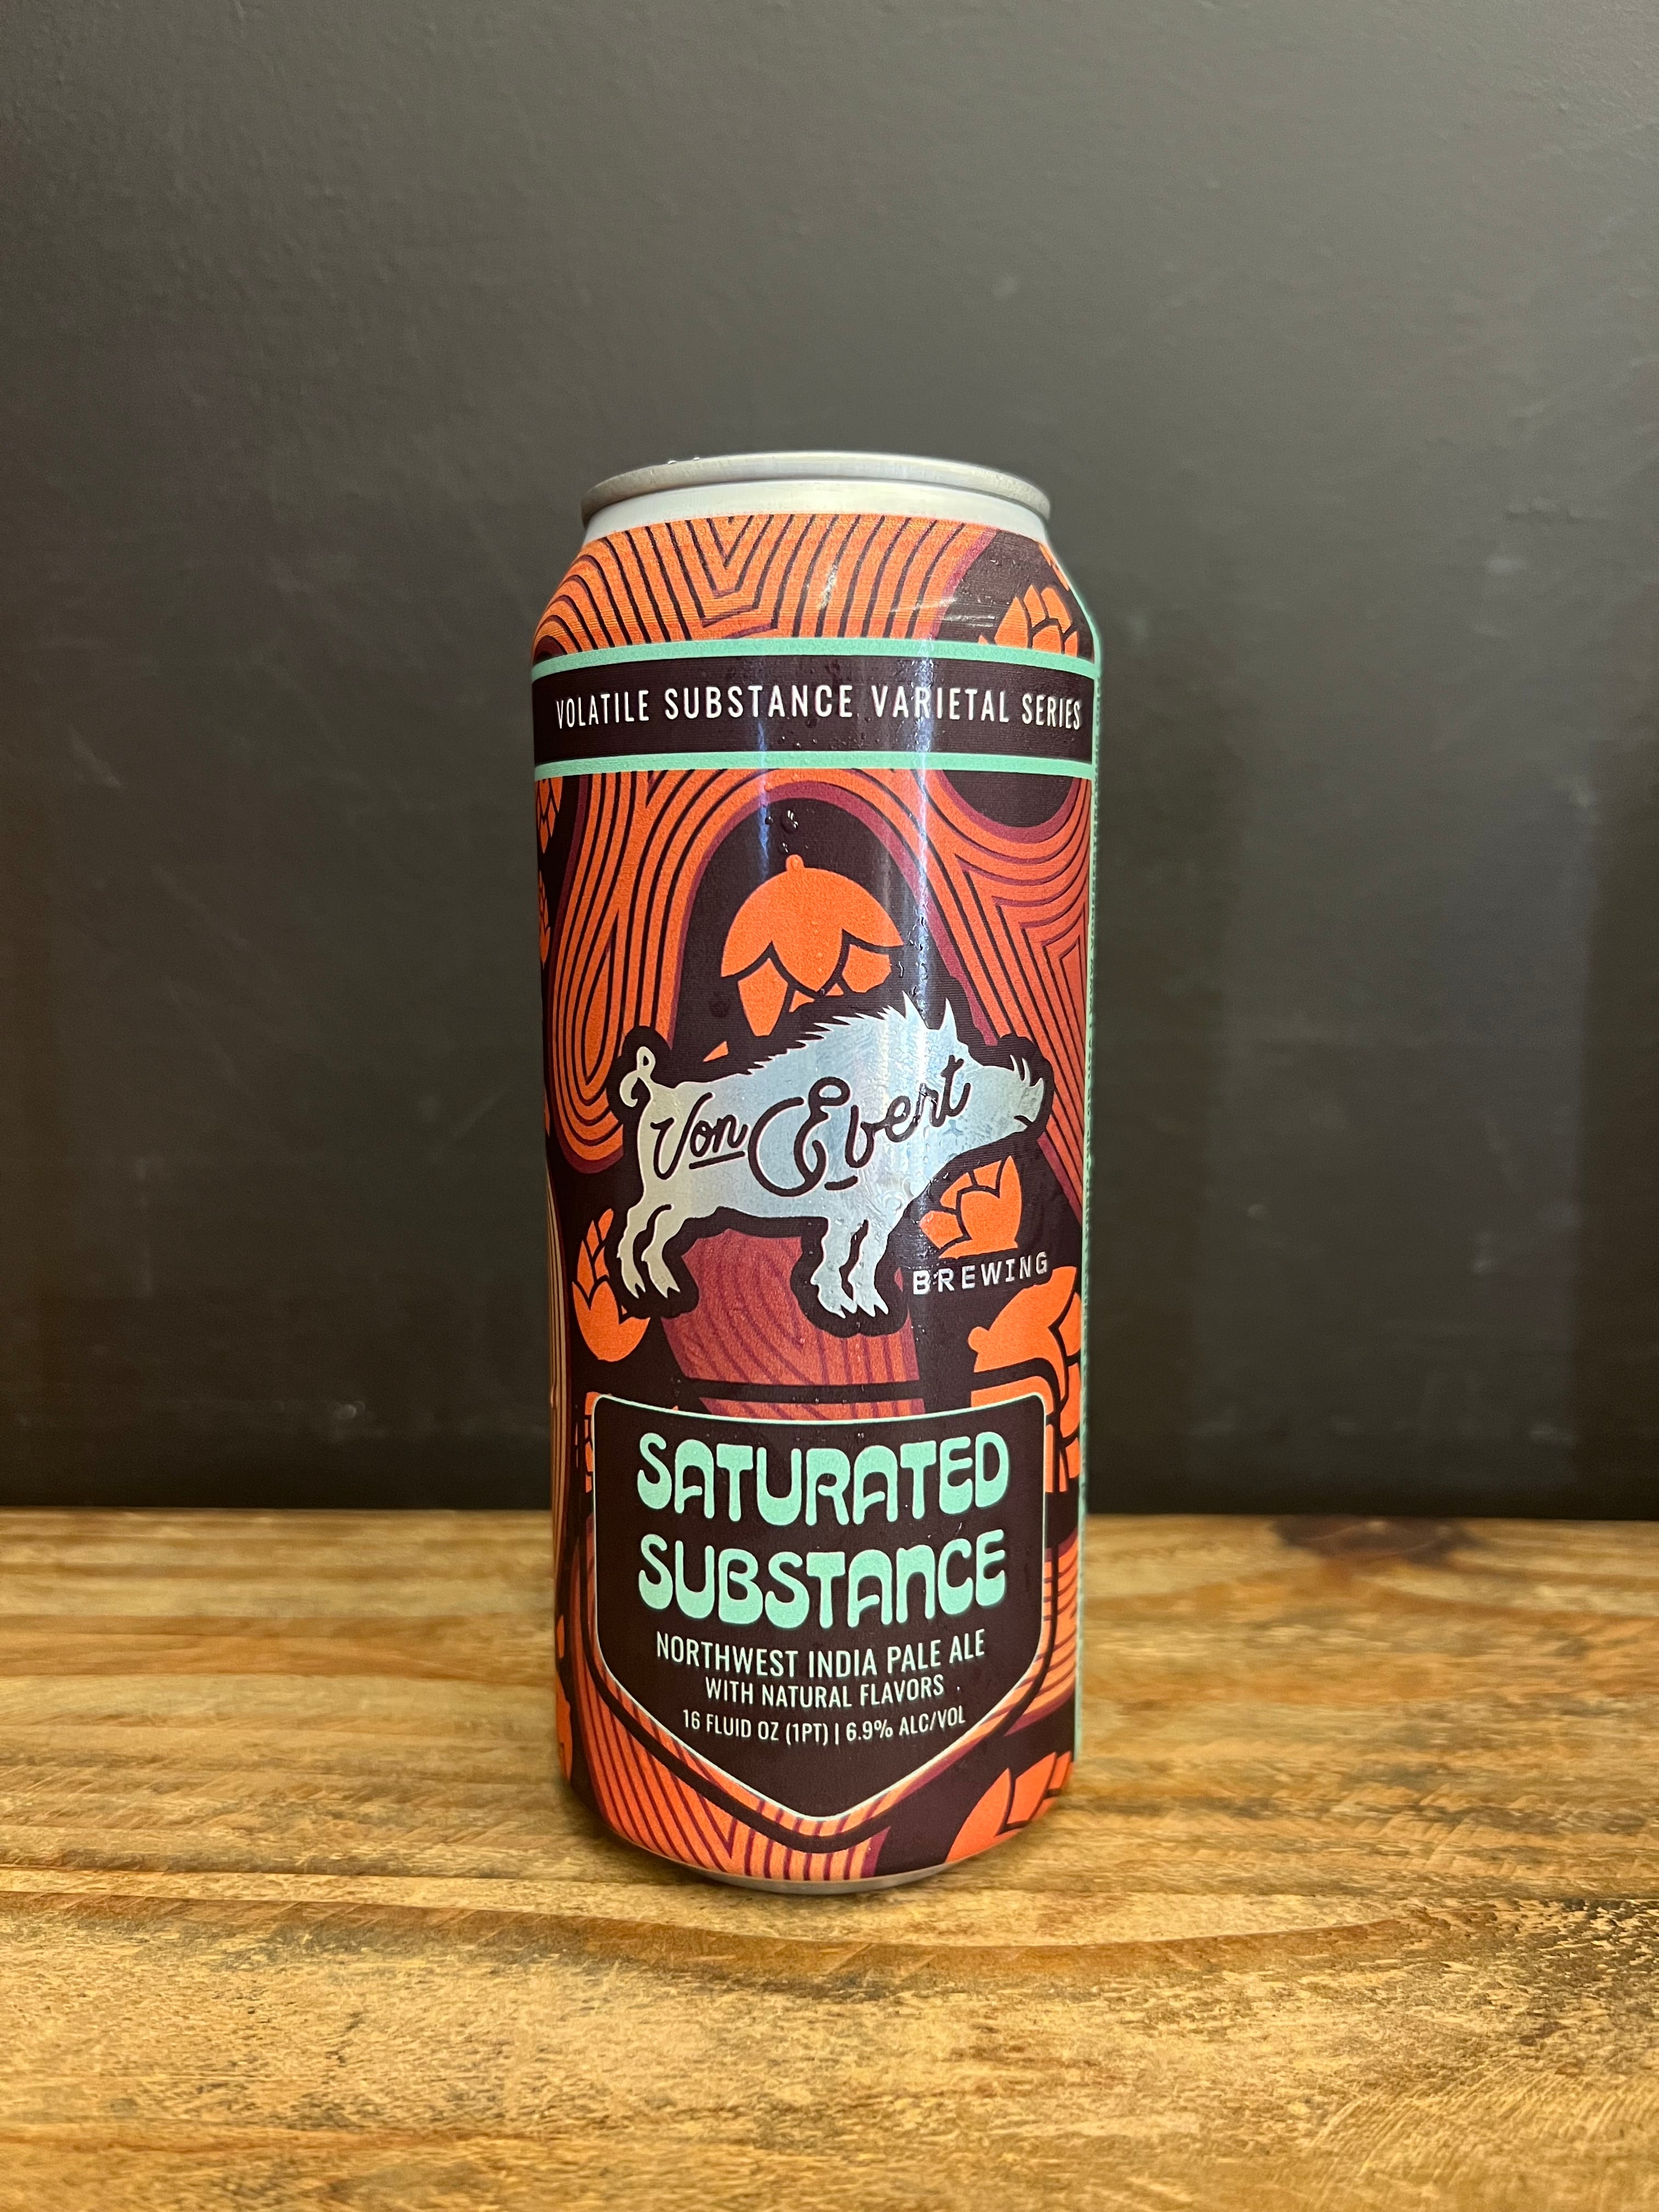 VOLATILE SUBSTANCE VARIETAL SERIES
Von Ebert
BREWING
SATURATED
SUBSTANCE
NORTHWEST INDIA PALE ALE
WITH NATURAL FLAVORS
16 FLUID OZ (1PT) | 6.9% ALC/VOL